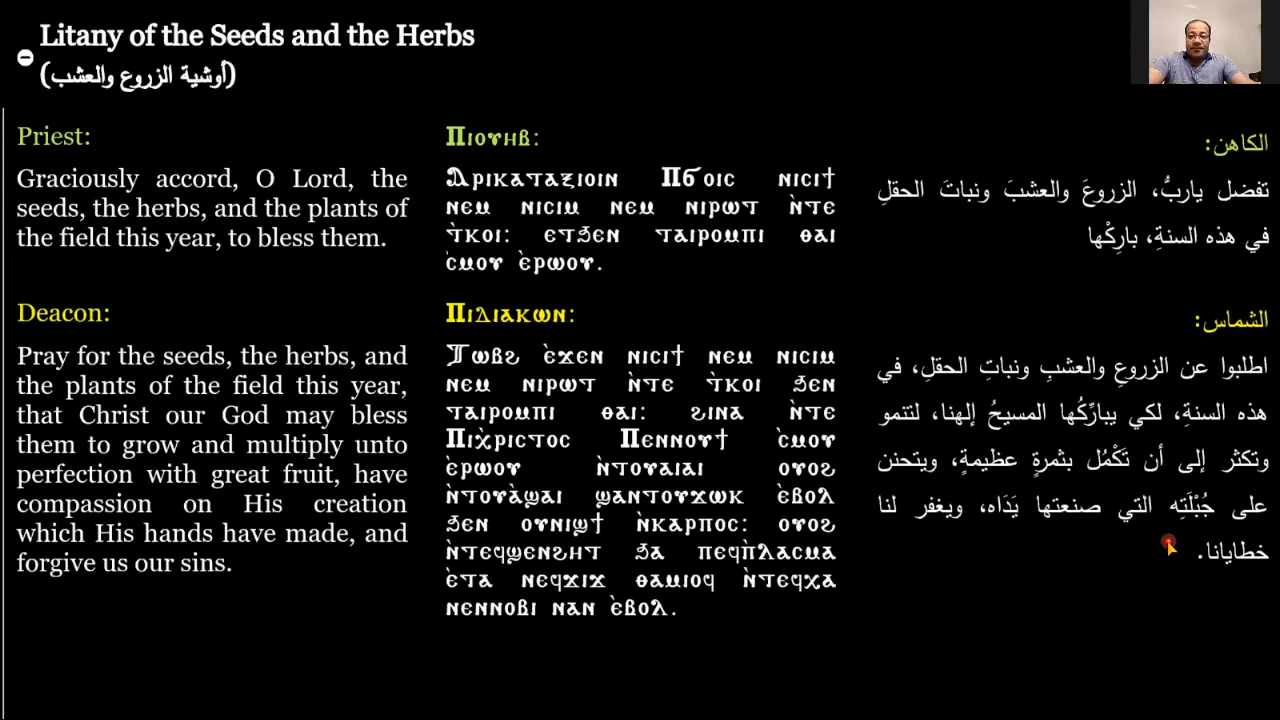 Litany of the Seeds and the Herbs
(أوشية الزروع والعشب)
Priest:
Graciously accord, O Lord, the
seeds, the herbs, and the plants of
the field this year, to bless them.
Deacon:
Pray for the seeds, the herbs, and
the plants of the field this year,
that Christ our God may bless
them to grow and multiply unto
perfection with great fruit, have
compassion on His creation
which His hands have made, and
forgive us our sins.
Ⲡⲓⲟⲩⲏⲃ:
Ⲁⲣⲓⲕⲁⲧⲁⲝⲓⲟⲓⲛ Ⲡϭⲟⲓⲥ ⲛⲓⲥⲓϯ
ⲛⲉⲙ ⲛⲓⲥⲓⲙ ⲛⲉⲙ ⲛⲓⲣⲱⲧ ⲛ̀ⲧⲉ
ⲧ̀ⲕⲟⲓ: ⲉⲧϧⲉⲛ ⲧⲁⲓⲣⲟⲙⲡⲓ ⲑⲁⲓ
ⲥ̀ⲙⲟⲩ ⲉ̀ⲣⲱⲟⲩ.
Ⲡⲓⲇⲓⲁⲕⲱⲛ:
Ⲧⲱⲃϩ ⲉ̀ϫⲉⲛ ⲛⲓⲥⲓϯ ⲛⲉⲙ ⲛⲓⲥⲓⲙ
ⲛⲉⲙ ⲛⲓⲣⲱⲧ ⲛ̀ⲧⲉ ⲧ̀ⲕⲟⲓ ϧⲉⲛ
ⲧⲁⲓⲣⲟⲙⲡⲓ ⲑⲁⲓ: ϩⲓⲛⲁ ⲛ̀ⲧⲉ
Ⲡⲓⲭ̀ⲣⲓⲥⲧⲟⲥ Ⲡⲉⲛⲛⲟⲩϯ ⲥ̀ⲙⲟⲩ
ⲉ̀ⲣⲱⲟⲩ ⲛ̀ⲧⲟⲩⲁⲓⲁⲓ ⲟⲩⲟϩ
ⲛ̀ⲧⲟⲩⲁ̀ϣⲁⲓ ϣⲁⲛⲧⲟⲩϫⲱⲕ ⲉ̀ⲃⲟⲗ
ϧⲉⲛ ⲟⲩⲛⲓϣϯ ⲛ̀ⲕⲁⲣⲡⲟⲥ: ⲟⲩⲟϩ
ⲛ̀ⲧⲉϥϣⲉⲛϩⲏⲧ ϧⲁ ⲡⲉϥⲡ̀ⲗⲁⲥⲙⲁ
ⲉ̀ⲧⲁ ⲛⲉϥϫⲓϫ ⲑⲁⲙⲓⲟϥ ⲛ̀ⲧⲉϥⲭⲁ
ⲛⲉⲛⲛⲟⲃⲓ ⲛⲁⲛ ⲉ̀ⲃⲟⲗ.
الكاهن:
تفضل ياربُّ، الزروعَ والعشبَ ونباتَ الحقلِ
في هذه السنةِ، بارِكْها
الشماس:
اطلبوا عن الزروعِ والعشبِ ونباتِ الحقلِ، في
هذه السنةِ، لكي يبارِكُها المسيحُ إلهنا، لتنمو
وتكثر إلى أن تَكْمُل بثمرةٍ عظيمةٍ، ويتحنن
على جُبْلَتِه التي صنعتها يَدَاه، ويغفر لنا
خطايانا.